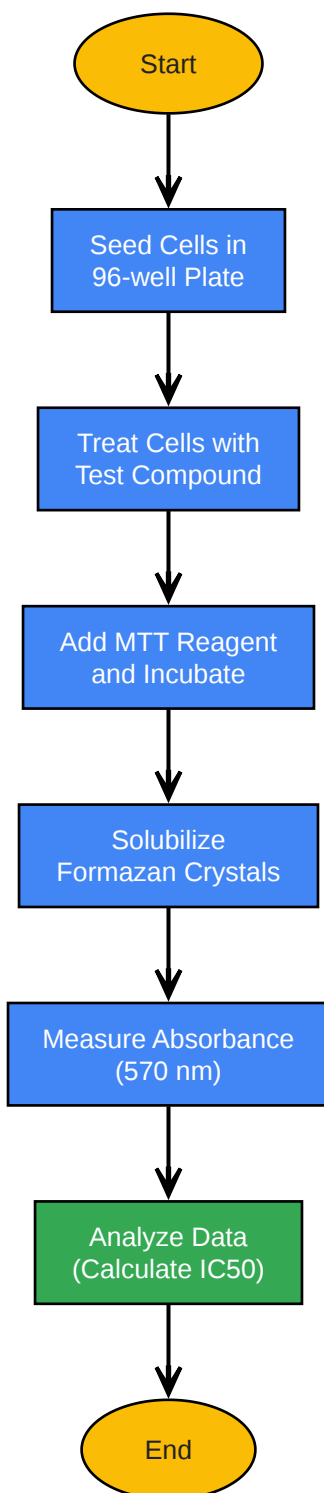 Start
Seed Cells in
96-well Plate
Treat Cells with
Test Compound
Add MTT Reagent
and Incubate
Solubilize
Formazan Crystals
Measure Absorbance
(570 nm)
Analyze Data
(Calculate IC50)
End